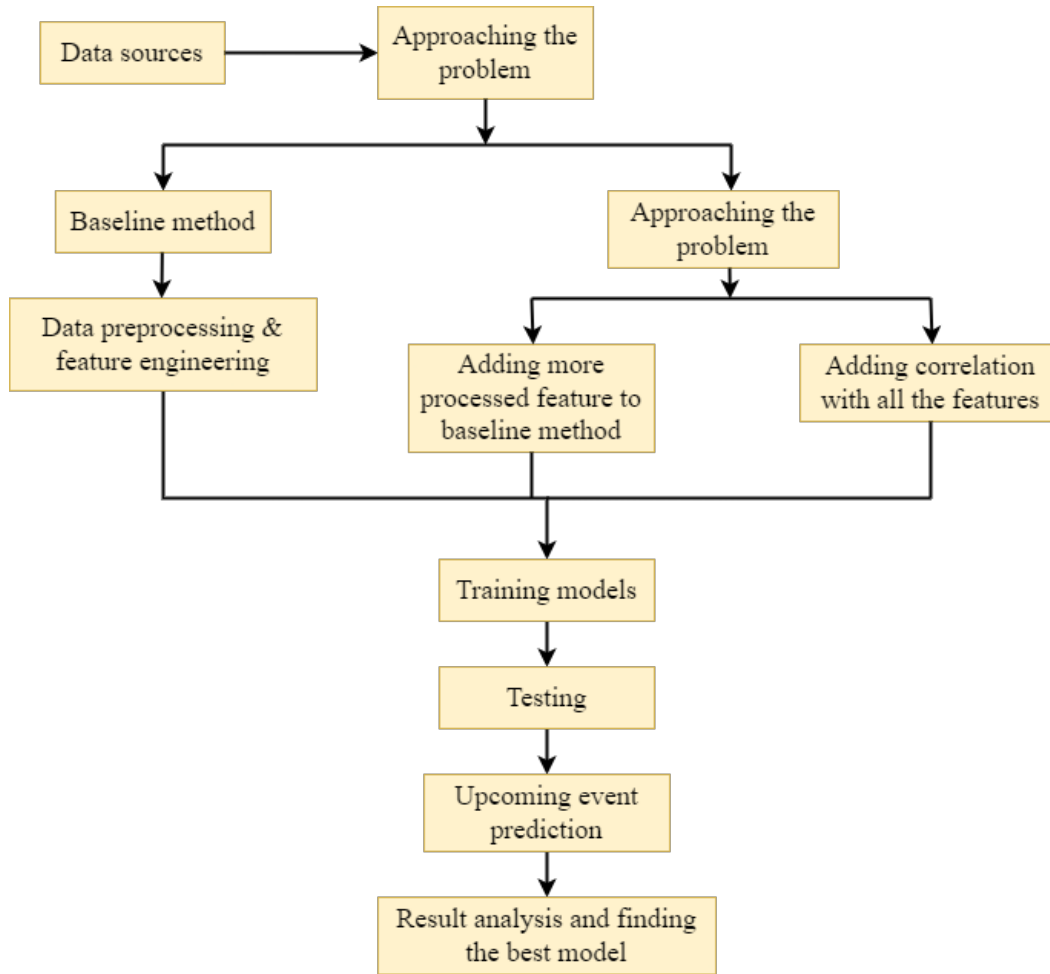 Data sources
Approaching the
problem
Baseline method
Approaching the
problem
Data preprocessing &
feature engineering
Adding more
processed feature to
baseline method
Adding correlation
with all the features
Training models
Testing
Upcoming event
prediction
Result analysis and finding
the best model